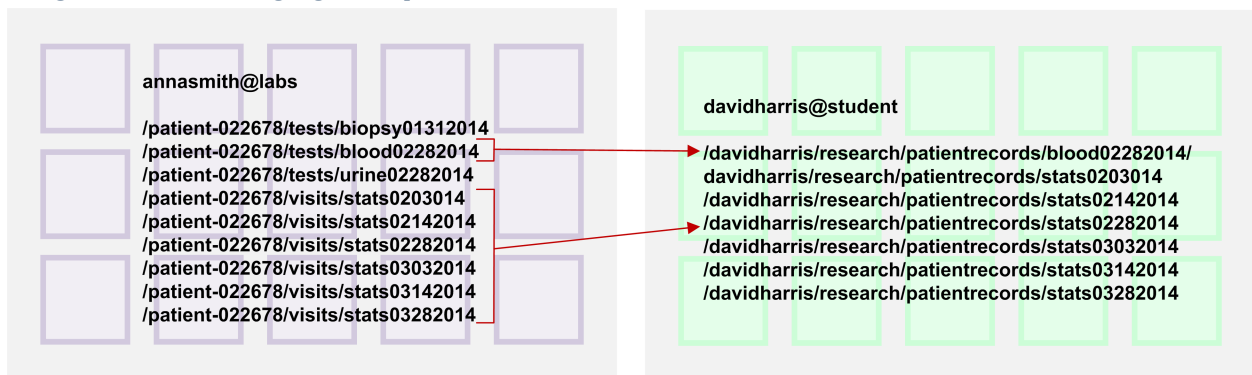 annasmith@labs
/patient-022678/tests/biopsy01312014
/patient-022678/tests/blood02282014
/patient-022678/tests/urine02282014
/patient-022678/visits/stats0203014
/patient-022678/visits/stats02142014
/patient-022678/visits/stats02282014
/patient-022678/visits/stats03032014
/patient-022678/visits/stats03142014
/patient-022678/visits/stats03282014
davidharris@student
/davidharris/research/patientrecords/blood02282014/
davidharris/research/patientrecords/stats0203014
/davidharris/research/patientrecords/stats02142014
/davidharris/research/patientrecords/stats02282014
/davidharris/research/patientrecords/stats03032014
/davidharris/research/patientrecords/stats03142014
/davidharris/research/patientrecords/stats03282014